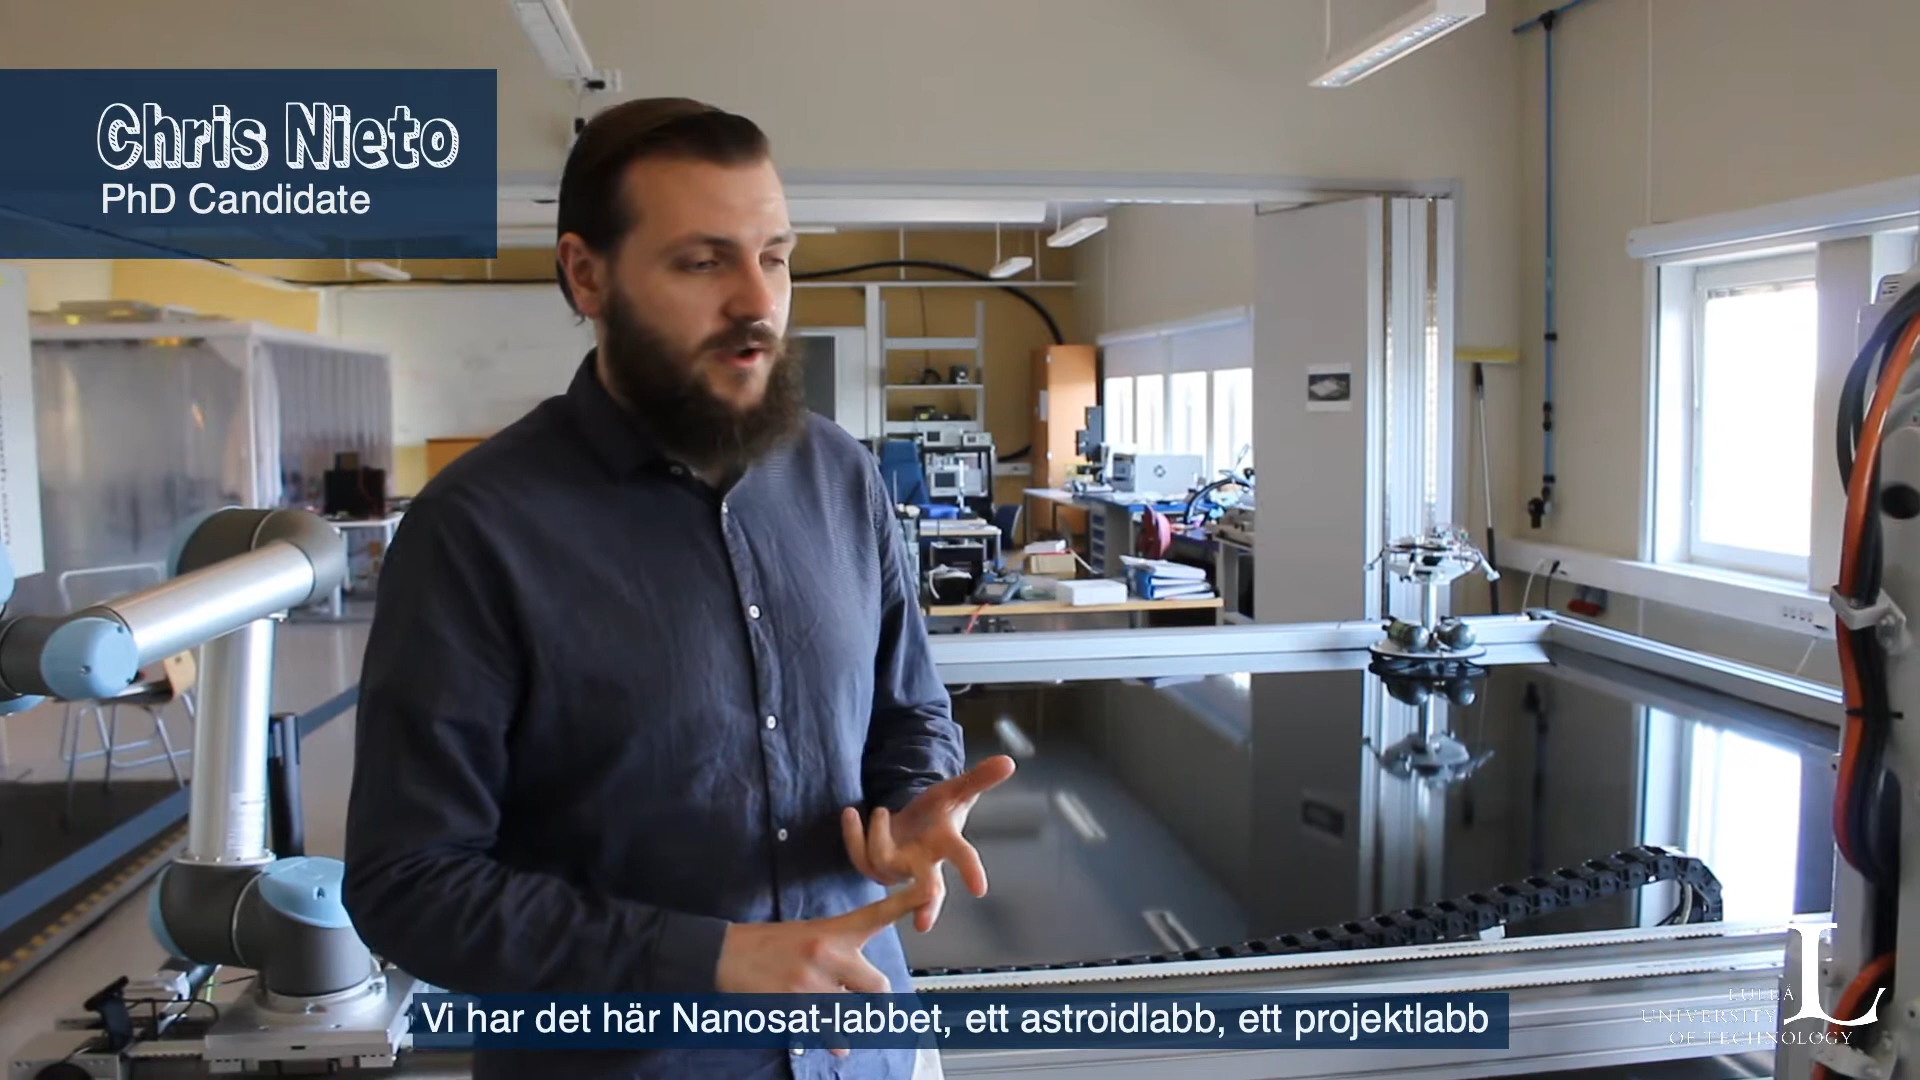 Chris Nieto
PhD Candidate
Vi har det här Nanosat-labbet, ett astroidlabb, ett projektlabb
LULEÅ
UNIVERSITY
OF TECHNOLOGY